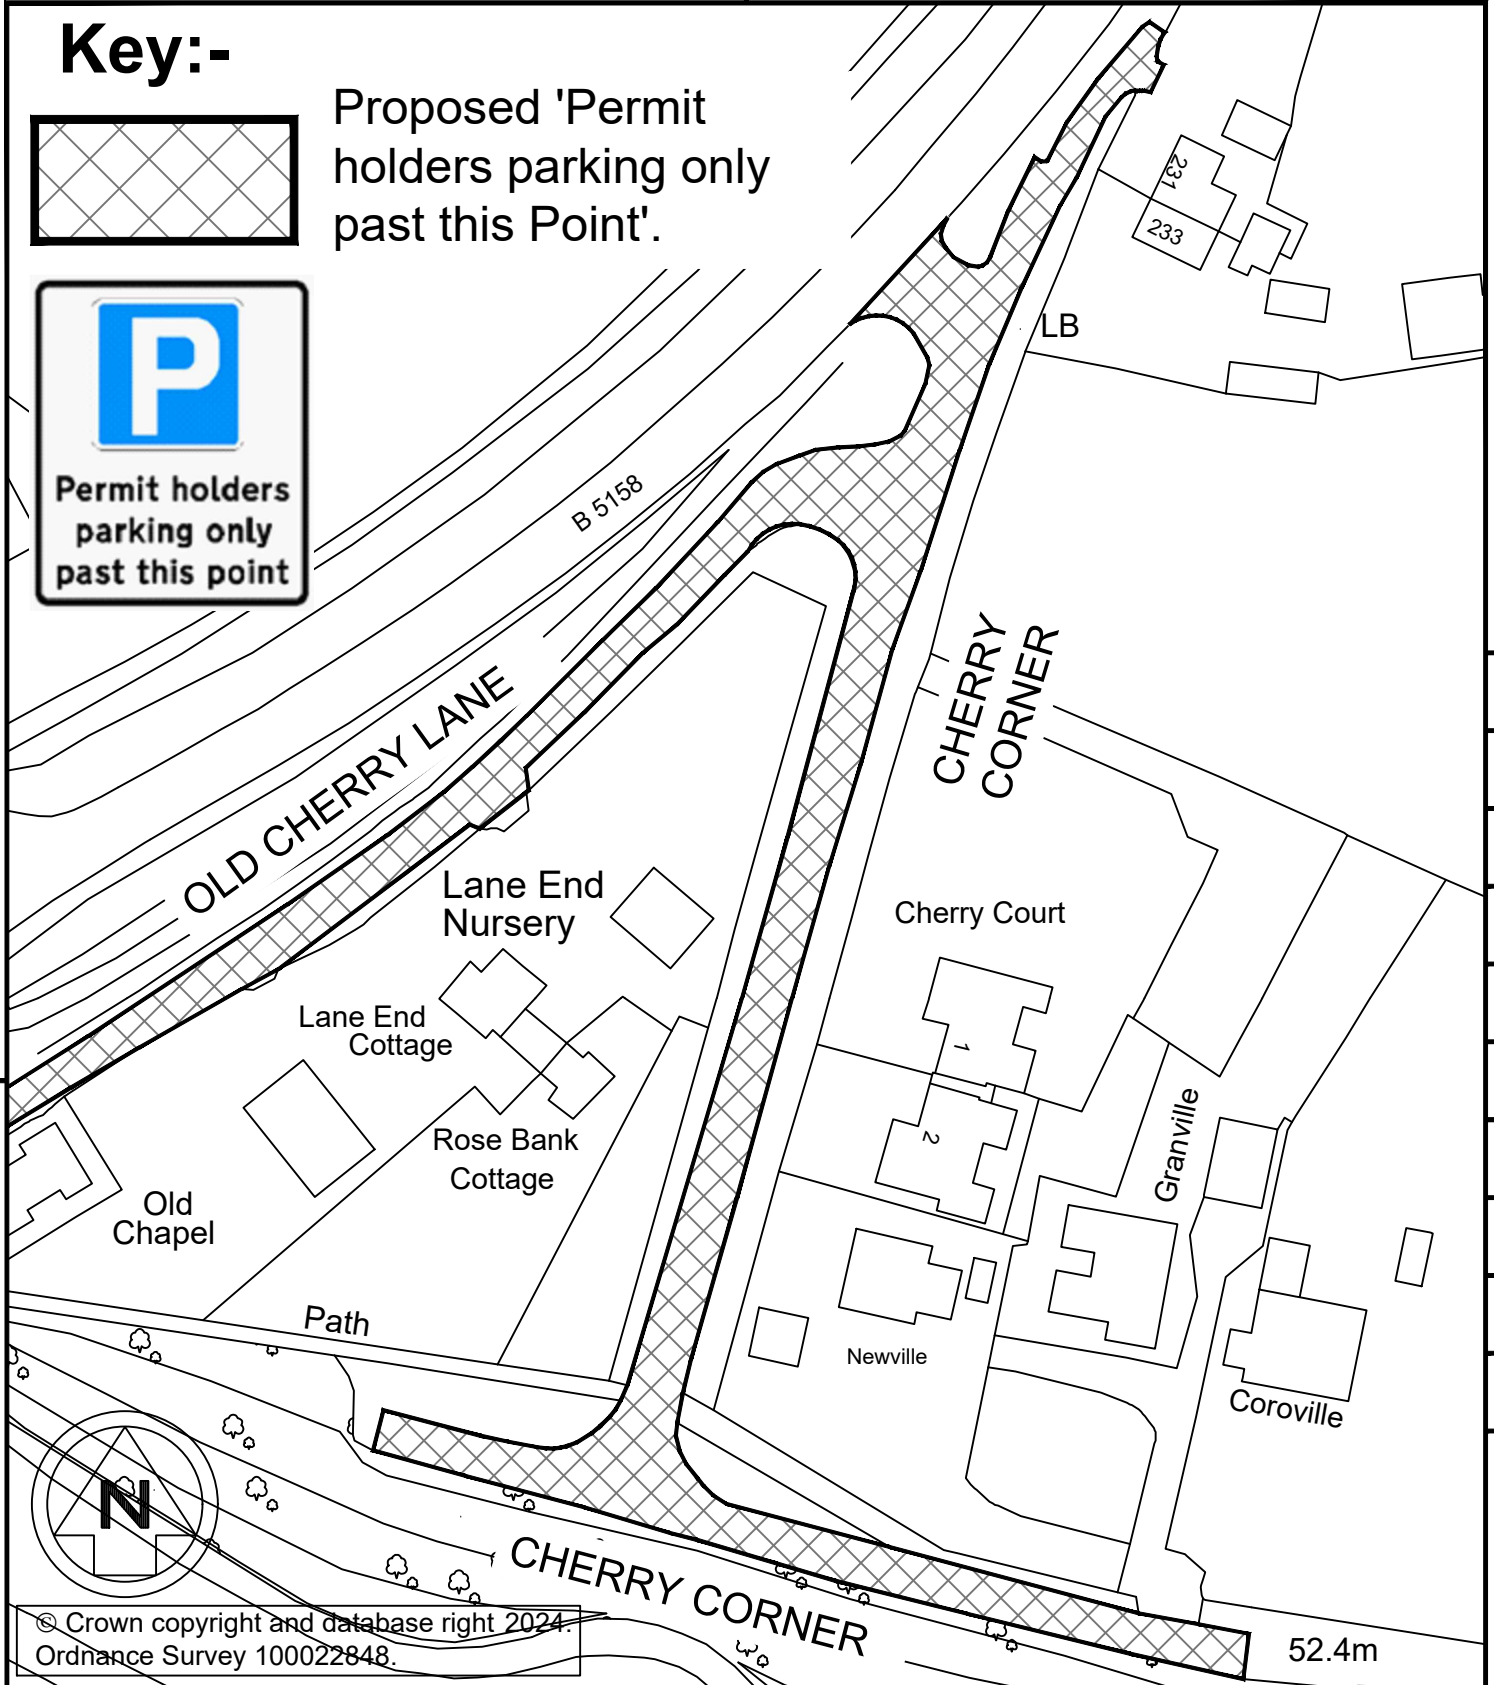 Key:-
Proposed 'Permit
holders parking only
past this Point'.
P
Permit holders
parking only
past this point
231
233
LB
B 5158
OLD CHERRY LANE
CHERRY
CORNER
Lane End
Nursery
Cherry Court
Lane End
Cottage
1
2
Granville
Rose Bank
Cottage
Old
Chapel
Path
Newville
Coroville
N
CHERRY CORNER
52.4m
© Crown copyright and database right 2024.
Ordnance Survey 100022848.